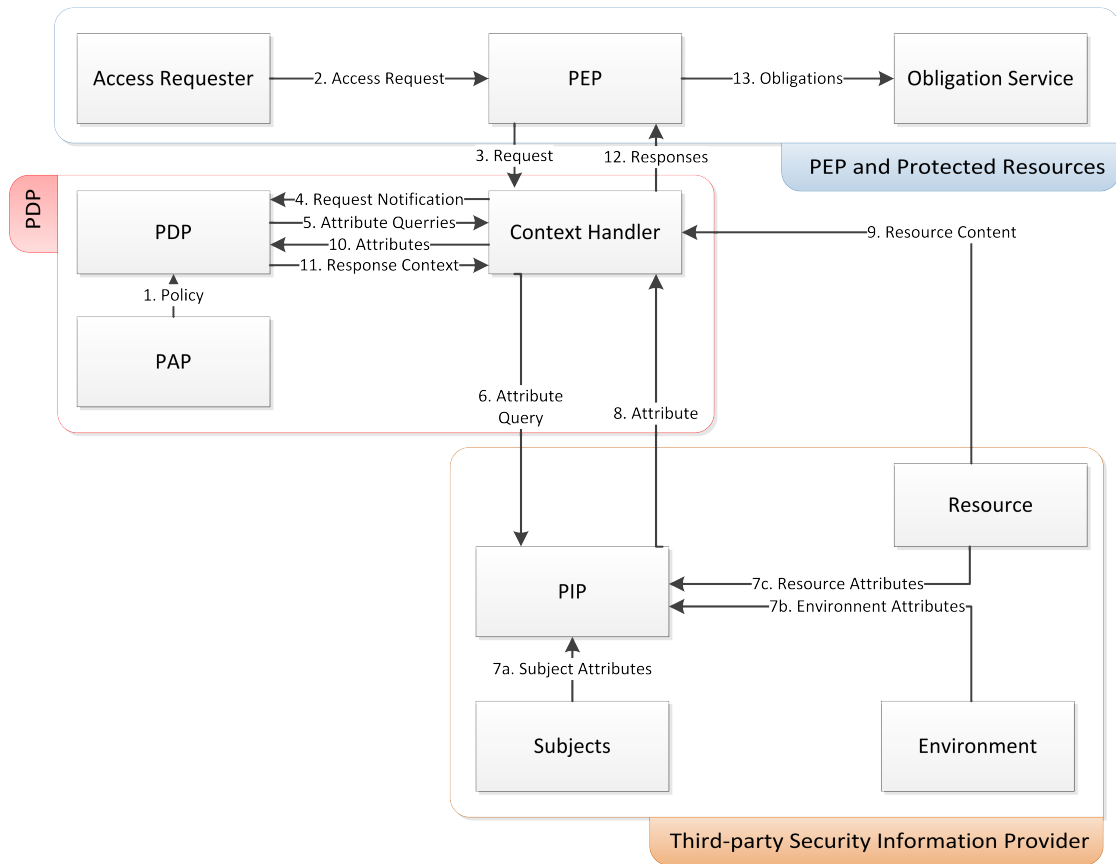 Access Requester
2. Access Request
PEP
13. Obligations
Obligation Service
3. Request
12. Responses
PEP and Protected Resources
PDP
PDP
4. Request Notification
5. Attribute Querries
10. Attributes
11. Response Context
Context Handler
9. Resource Content
1. Policy
PAP
6. Attribute
Query
8. Attribute
Resource
PIP
7c. Resource Attributes
7b. Environnent Attributes
7a. Subject Attributes
Subjects
Environment
Third-party Security Information Provider